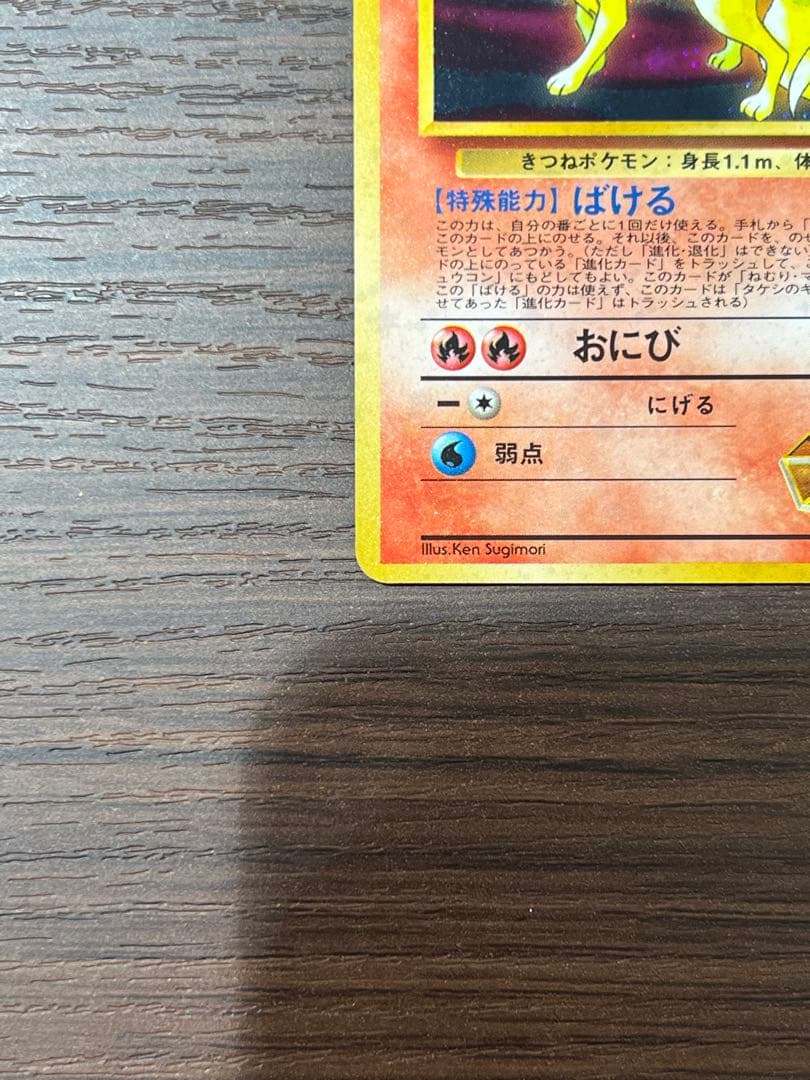 きつねポケモン：身長1.1m、体
【特殊能力】ばける
この力は、自分の番ごとに1回だけ使える。手札から「
このカードの上にのせる。それ以後、このカードを、のせ
モンとしてあつかう。（ただし「進化・退化」はできない
ドの上にのっている「進化カード」をトラッシュして、
ュウコン」にもどしてもよい。このカードが「ねむり・マ
この「ばける」の力は使えず、このカードは「タケシのキ
せてあった「進化カード」はトラッシュされる）
おにび
にげる
弱点
Illus.Ken Sugimori